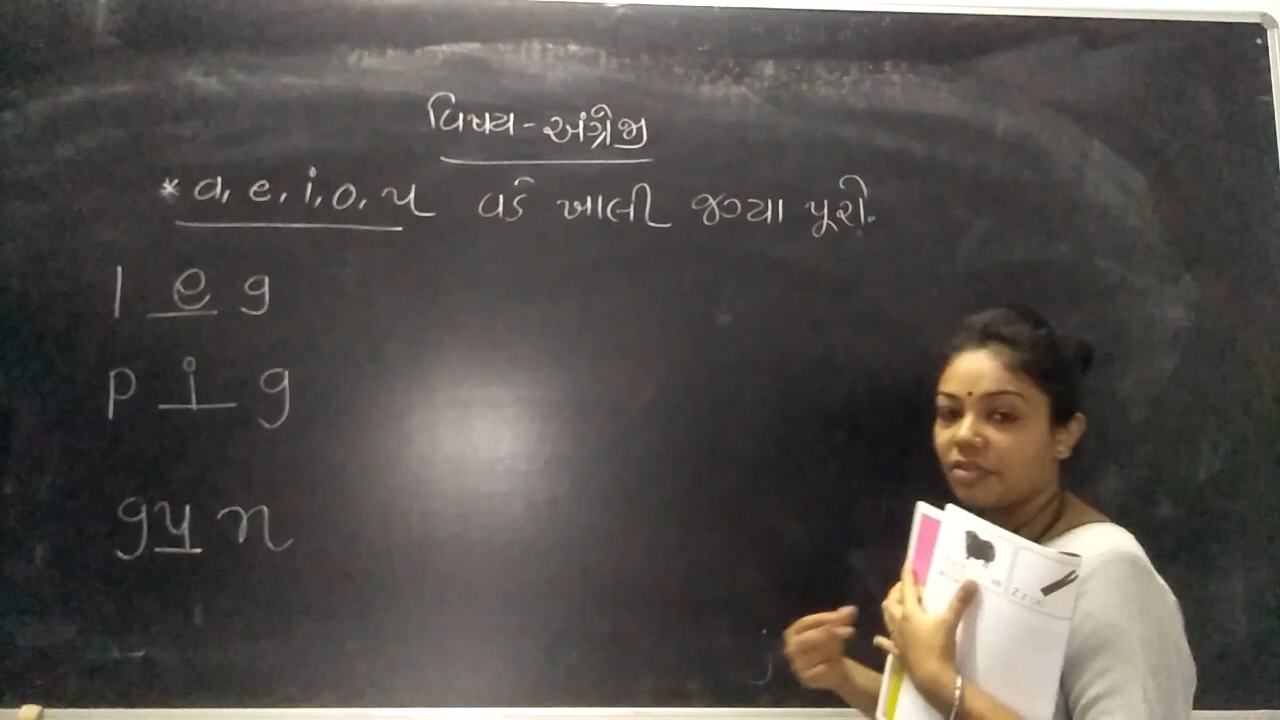 વિષય - અંગ્રેજી
* a, e, i, o, u વડે ખાલી જગ્યા પૂરો.
l e g
p i g
g u n